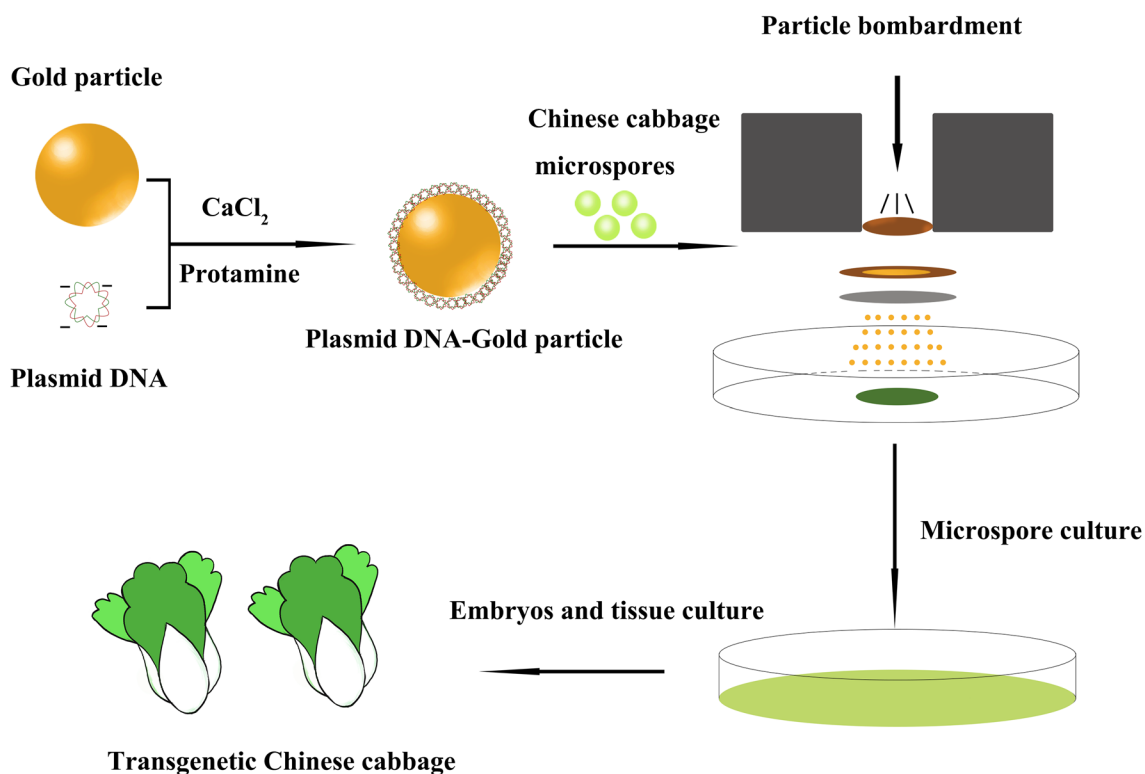 Particle bombardment
Gold particle
Chinese cabbage
microspores
CaCl₂
Protamine
Plasmid DNA-Gold particle
Plasmid DNA
Microspore culture
Embryos and tissue culture
Transgenetic Chinese cabbage